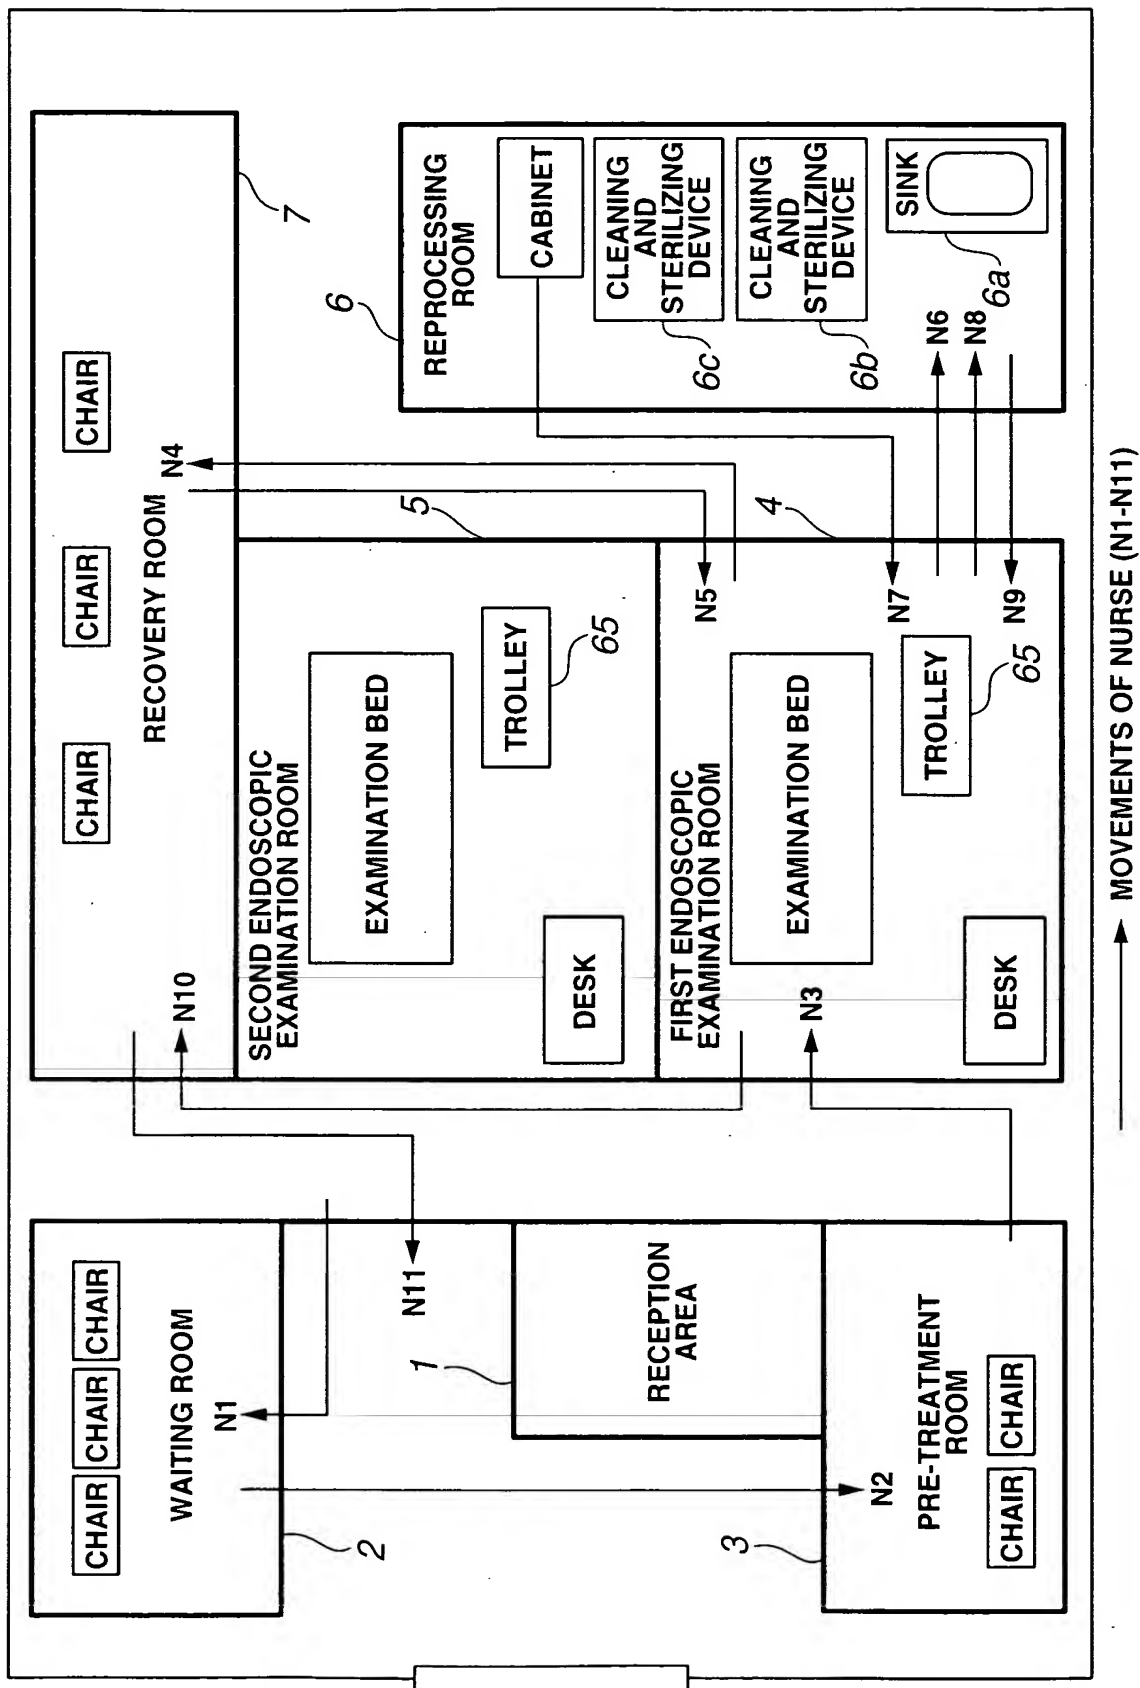 WAITING ROOM
CHAIR
CHAIR
CHAIR
N1
2
N11
1
RECEPTION
AREA
3
N2
PRE-TREATMENT
ROOM
CHAIR
CHAIR
RECOVERY ROOM
CHAIR
CHAIR
CHAIR
N10
N4
7
SECOND ENDOSCOPIC
EXAMINATION ROOM
EXAMINATION BED
DESK
TROLLEY
65
5
FIRST ENDOSCOPIC
EXAMINATION ROOM
EXAMINATION BED
N3
DESK
TROLLEY
65
4
N5
N7
N9
6
REPROCESSING
ROOM
CABINET
CLEANING
AND
STERILIZING
DEVICE
6c
CLEANING
AND
STERILIZING
DEVICE
6b
SINK
6a
N6
N8
MOVEMENTS OF NURSE (N1-N11)